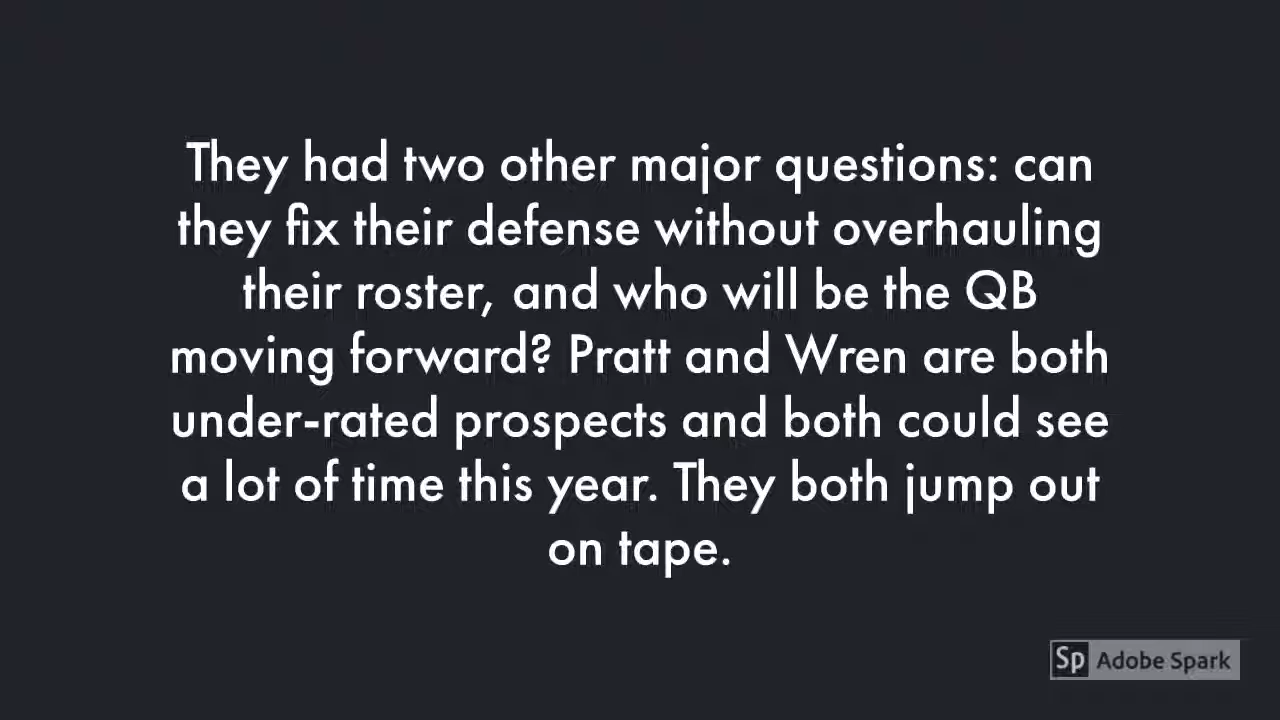 They had two other major questions: can
they fix their defense without overhauling
their roster, and who will be the QB
moving forward? Pratt and Wren are both
under-rated prospects and both could see
a lot of time this year. They both jump out
on tape.
Sp Adobe Spark